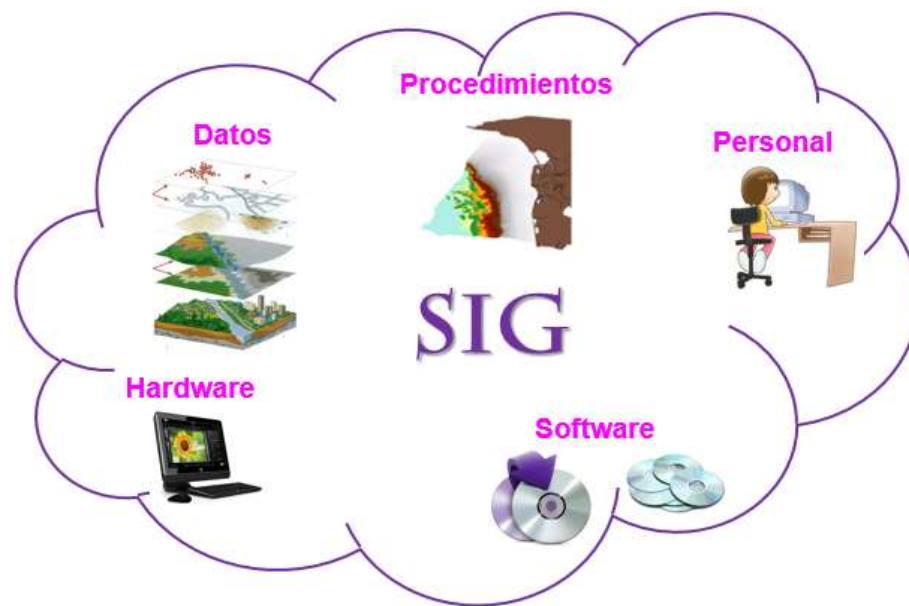 Procedimientos
Datos
Personal
SIG
Hardware
Software